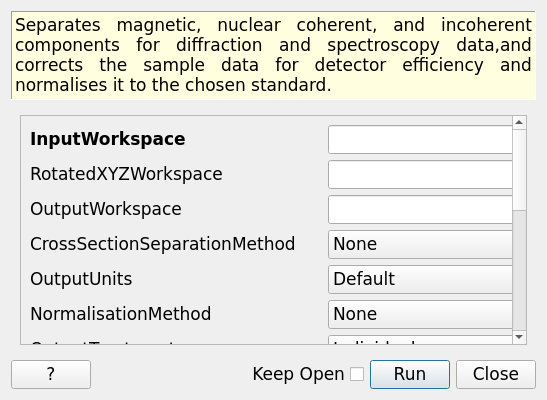 Separates magnetic, nuclear coherent, and incoherent
components for diffraction and spectroscopy data,and
corrects the sample data for detector efficiency and
normalises it to the chosen standard.
InputWorkspace
RotatedXYZWorkspace
OutputWorkspace
CrossSectionSeparationMethod None
OutputUnits Default
NormalisationMethod None
? Keep Open Run Close